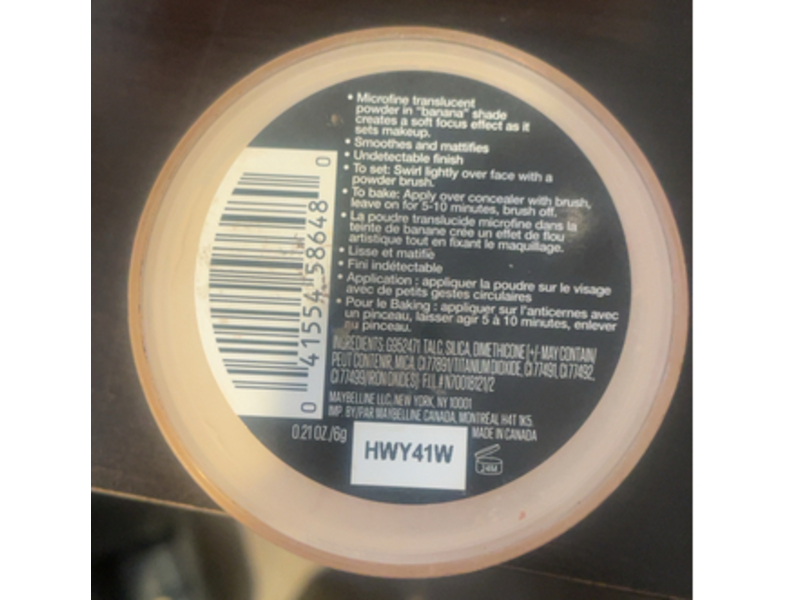 • Microfine translucent
powder in "banana" shade
creates a soft focus effect as it
sets makeup.
• Smoothes and mattifies
• Undetectable finish
• To set: Swirl lightly over face with a
powder brush.
• To bake: Apply over concealer with brush,
leave on for 5-10 minutes, brush off.
• La poudre translucide microfine dans la
teinte de banane crée un effet de flou
artistique tout en fixant le maquillage.
• Lisse et matifie
• Fini indétectable
• Application : appliquer la poudre sur le visage
avec de petits gestes circulaires
• Pour le Baking : appliquer sur l'anticernes avec
un pinceau, laisser agir 5 à 10 minutes, enlever
au pinceau.
INGREDIENTS: G952471 TALC, SILICA, DIMETHICONE [+/- MAY CONTAIN/
PEUT CONTENIR, MICA, CI 77891/TITANIUM DIOXIDE, CI 77491, CI 77492,
CI 77499/IRON OXIDES] F.I.L. # N70018121/2
MAYBELLINE LLC, NEW YORK, NY 10001
IMP. BY/PAR MAYBELLINE CANADA, MONTRÉAL H4T 1K5.
0.21 OZ./6g
MADE IN CANADA
HWY41W
24M
0 41554 58648 0